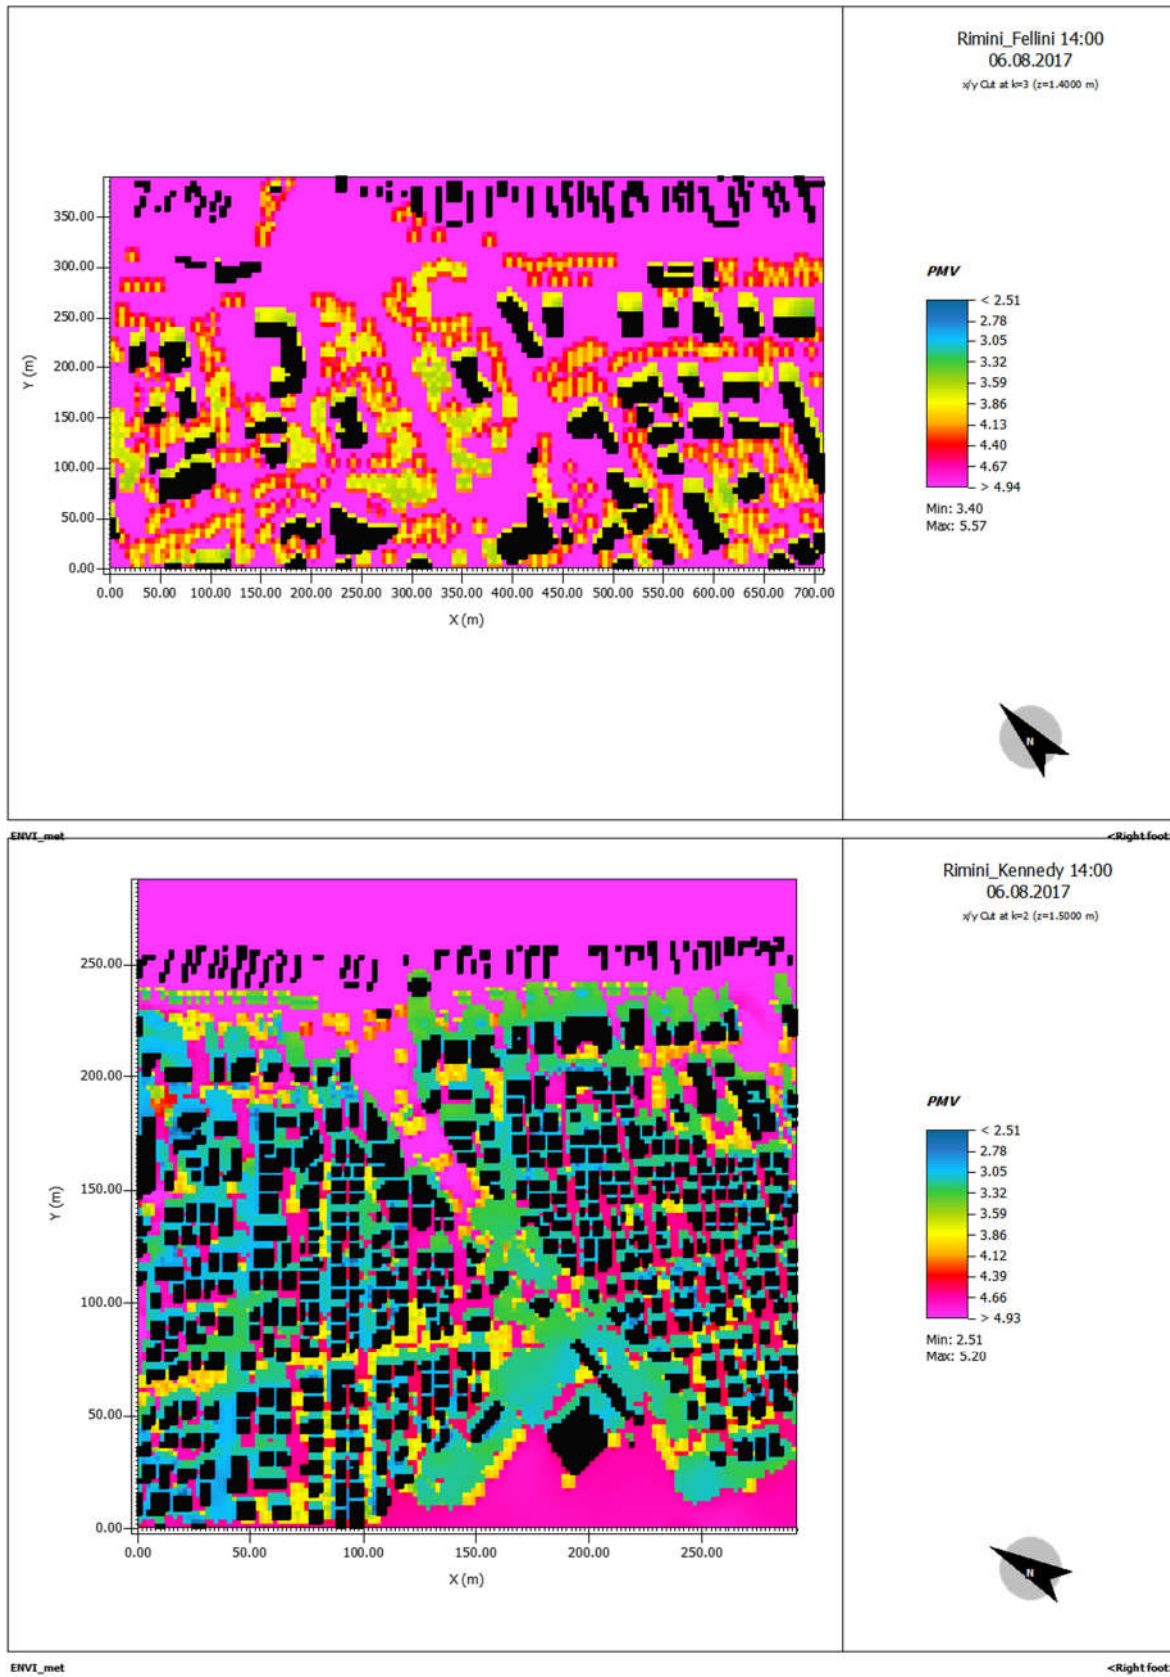 Rimini_Fellini 14:00
06.08.2017
x/y Cut at k=3 (z=1.4000 m)
350.00
300.00
250.00
200.00
150.00
100.00
50.00
0.00
Y (m)
0.00 50.00 100.00 150.00 200.00 250.00 300.00 350.00 400.00 450.00 500.00 550.00 600.00 650.00 700.00
X (m)
PMV
< 2.51
2.78
3.05
3.32
3.59
3.86
4.13
4.40
4.67
> 4.94
Min: 3.40
Max: 5.57
N
ENVI_met
<Right foot
Rimini_Kennedy 14:00
06.08.2017
x/y Cut at k=2 (z=1.5000 m)
250.00
200.00
150.00
100.00
50.00
0.00
Y (m)
0.00 50.00 100.00 150.00 200.00 250.00
X (m)
PMV
< 2.51
2.78
3.05
3.32
3.59
3.86
4.12
4.39
4.66
> 4.93
Min: 2.51
Max: 5.20
N
ENVI_met
<Right foot